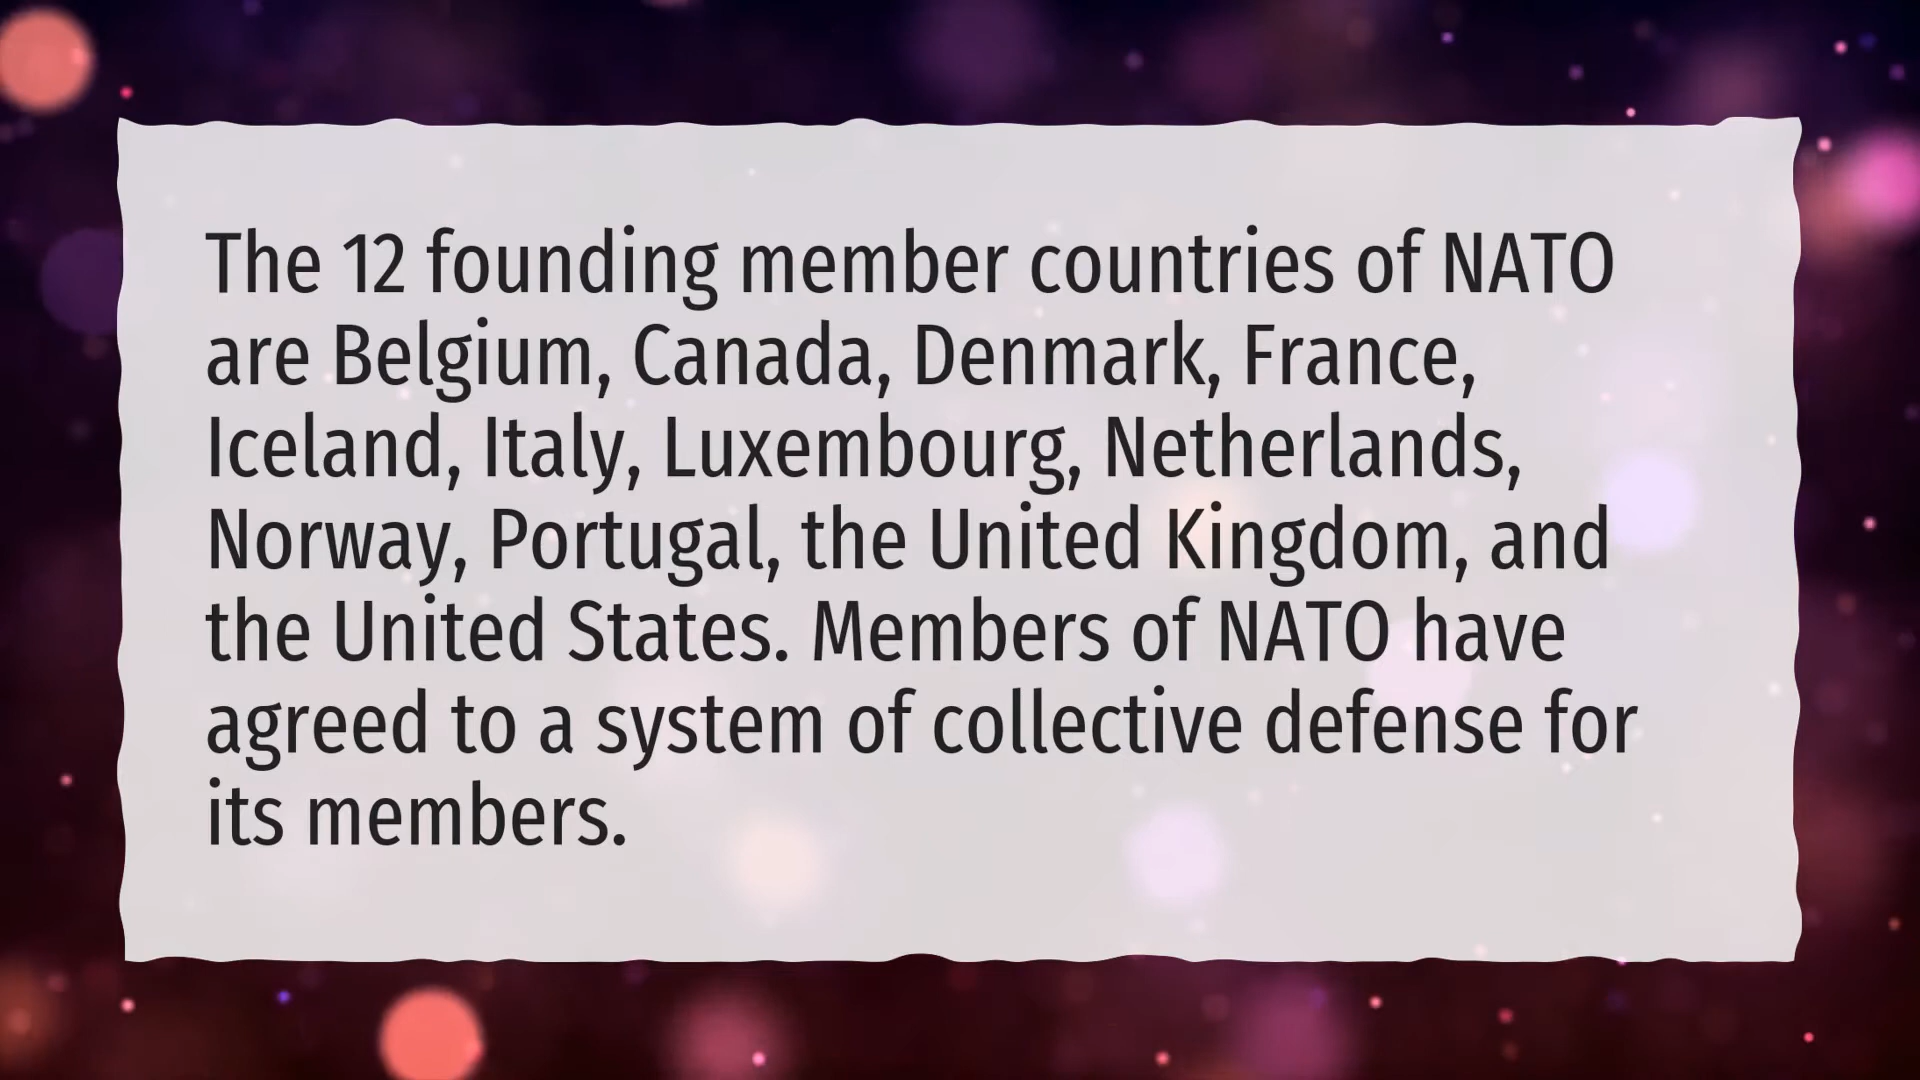 The 12 founding member countries of NATO
are Belgium, Canada, Denmark, France,
Iceland, Italy, Luxembourg, Netherlands,
Norway, Portugal, the United Kingdom, and
the United States. Members of NATO have
agreed to a system of collective defense for
its members.